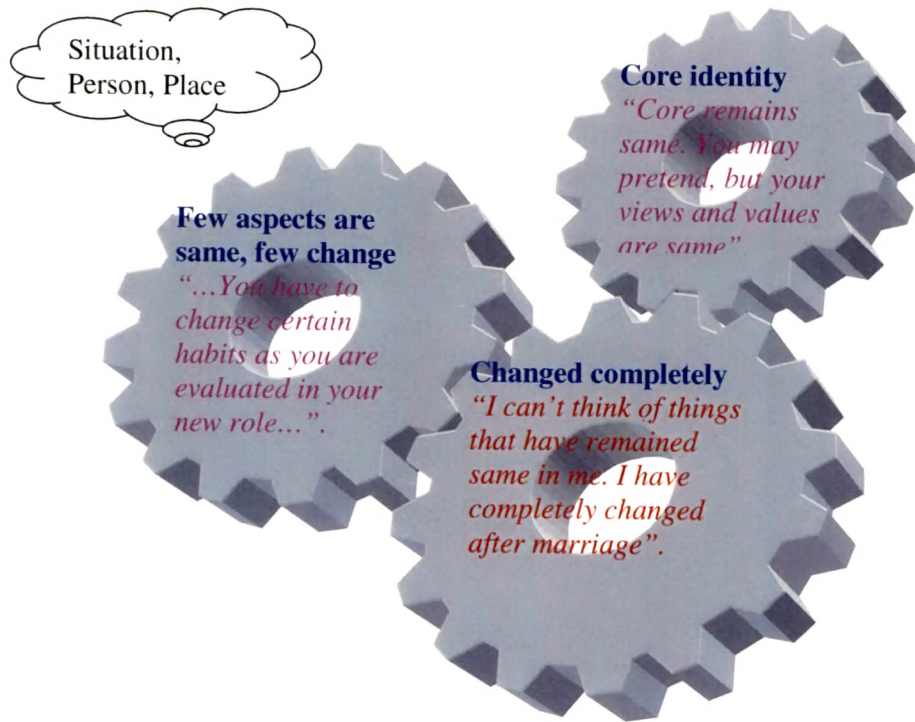 Situation,
Person, Place
Core identity
“Core remains
same. You may
pretend, but your
views and values
are same”
Few aspects are
same, few change
“…You have to
change certain
habits as you are
evaluated in your
new role…”.
Changed completely
“I can’t think of things
that have remained
same in me. I have
completely changed
after marriage”.